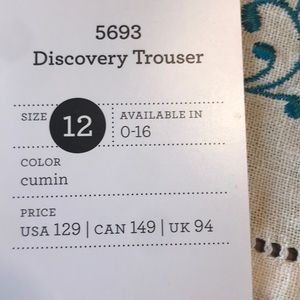 5693
Discovery Trouser
SIZE 12 AVAILABLE IN
0-16
COLOR
cumin
PRICE
USA 129 | CAN 149 | UK 94